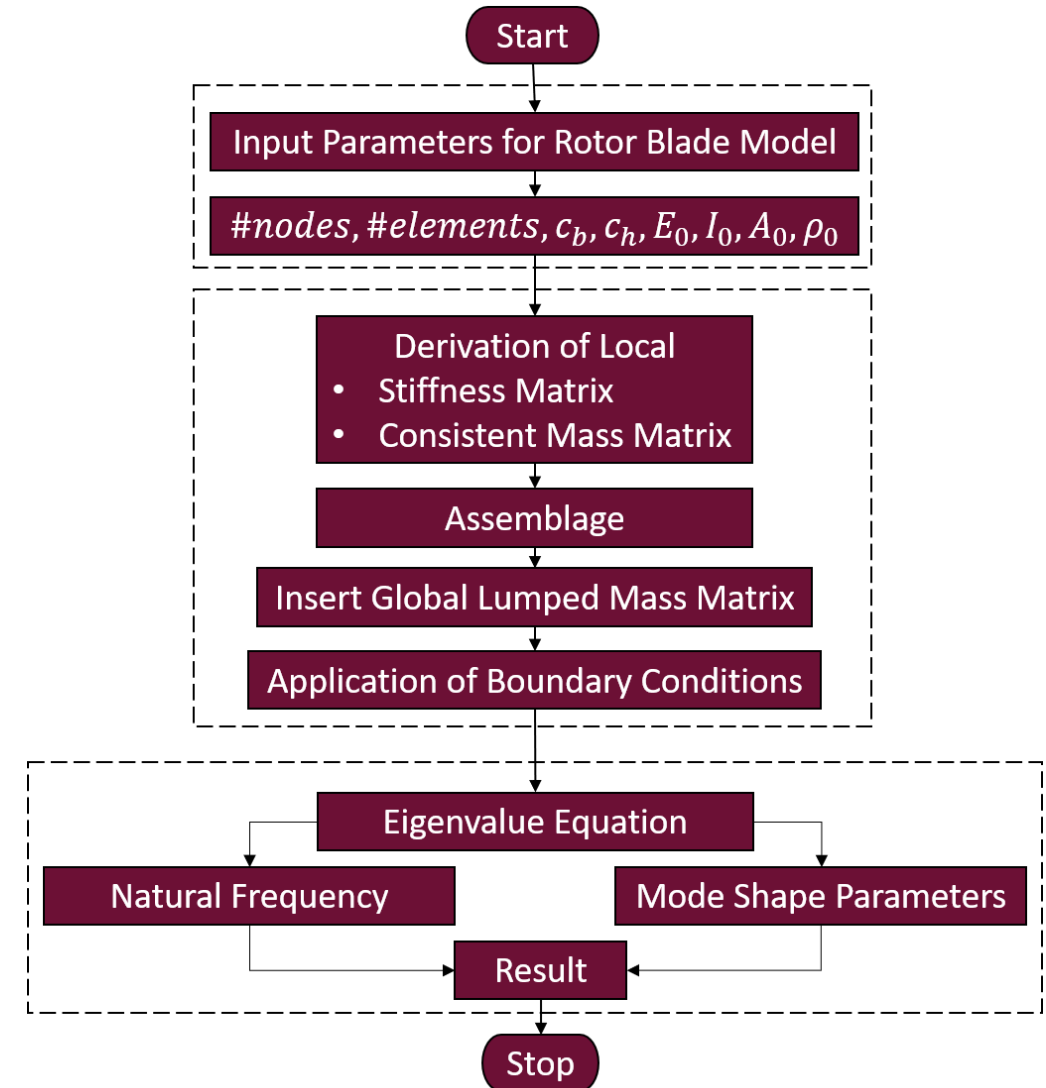 Start
Input Parameters for Rotor Blade Model
#nodes, #elements, c_b, c_h, E_0, I_0, A_0, ρ_0
Derivation of Local
• Stiffness Matrix
• Consistent Mass Matrix
Assemblage
Insert Global Lumped Mass Matrix
Application of Boundary Conditions
Eigenvalue Equation
Natural Frequency
Mode Shape Parameters
Result
Stop